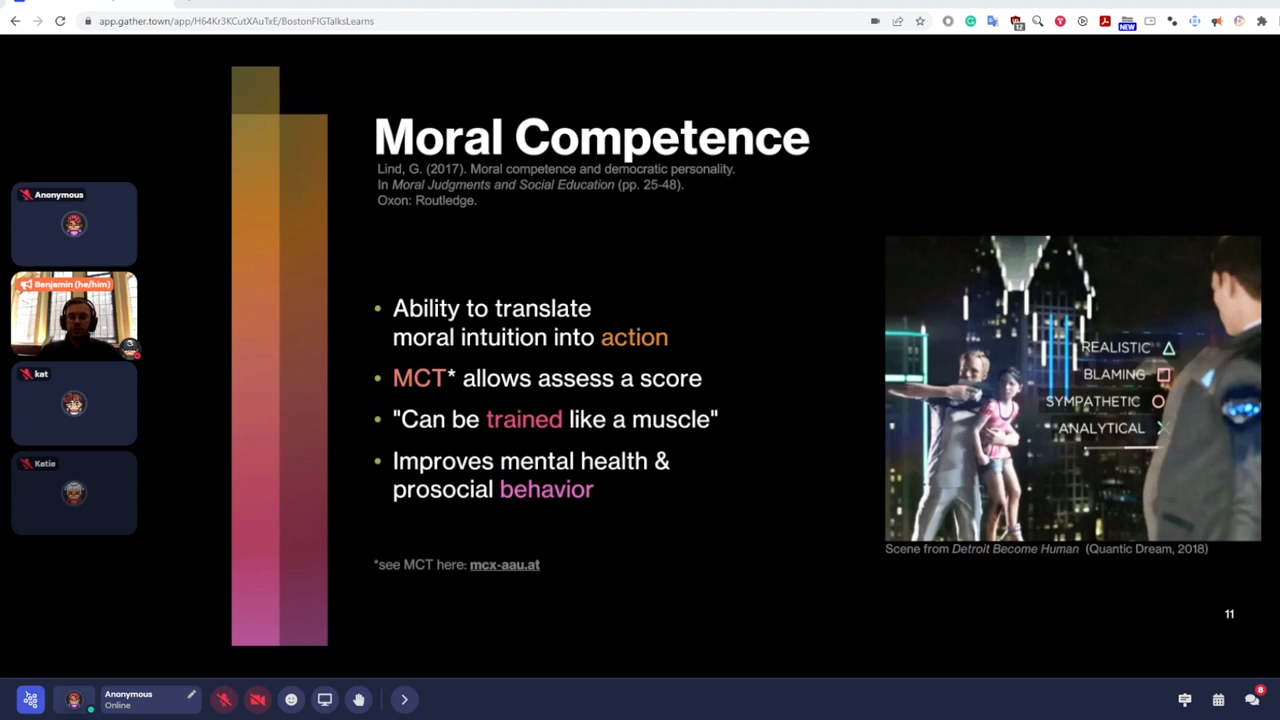 app.gather.town/app/H64Kr3KCutXAuTxE/BostonFIGTalksLearns
12
NEW
Moral Competence
Lind, G. (2017). Moral competence and democratic personality.
In Moral Judgments and Social Education (pp. 25-48).
Oxon: Routledge.
Anonymous
Benjamin (he/him)
kat
Katie
• Ability to translate
moral intuition into action
• MCT* allows assess a score
• "Can be trained like a muscle"
• Improves mental health &
prosocial behavior
*see MCT here: mcx-aau.at
REALISTIC
BLAMING
SYMPATHETIC
ANALYTICAL
Scene from Detroit Become Human (Quantic Dream, 2018)
11
Anonymous
Online
8